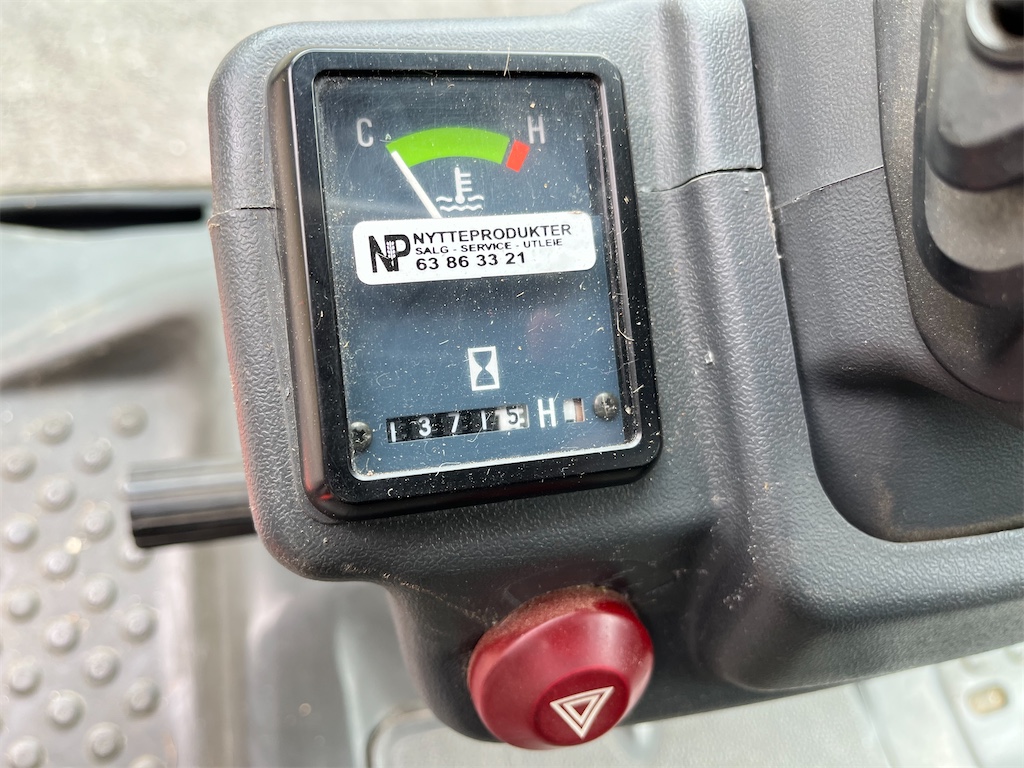 C H
NP NYTTEPRODUKTER
SALG - SERVICE - UTLEIE
63 86 33 21
13715 H